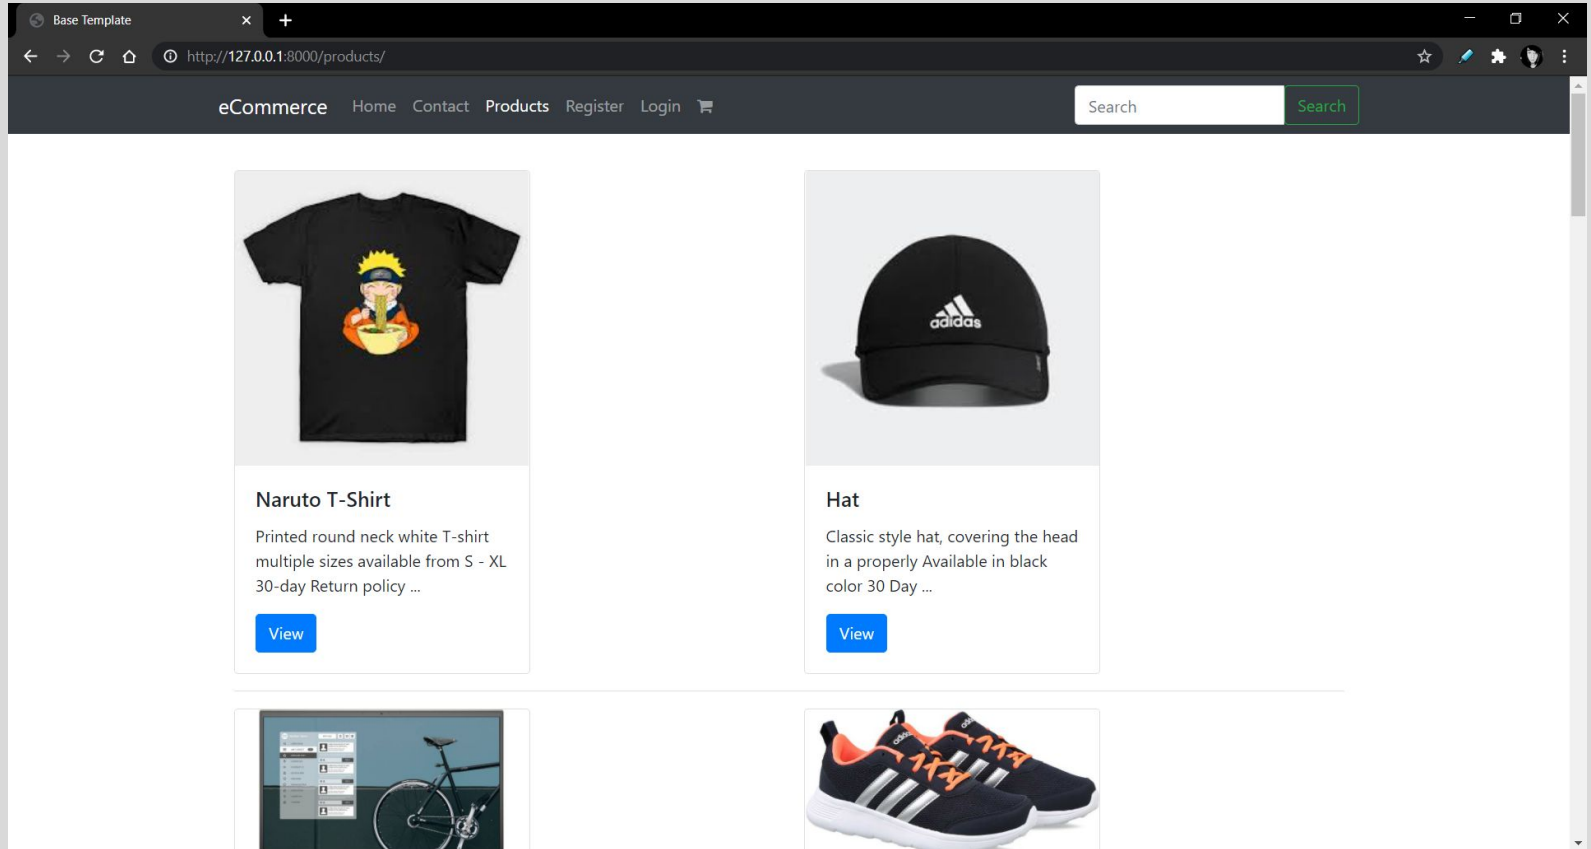 Base Template
http://127.0.0.1:8000/products/
eCommerce Home Contact Products Register Login Search Search
adidas
Naruto T-Shirt
Printed round neck white T-shirt
multiple sizes available from S - XL
30-day Return policy ...
View
Hat
Classic style hat, covering the head
in a properly Available in black
color 30 Day ...
View
adidas